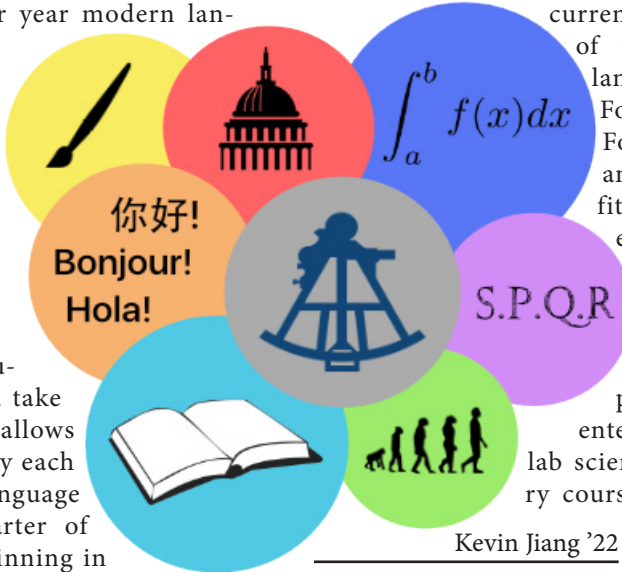 r year modern lan-
∫ₐᵇ f(x)dx
你好!
Bonjour!
Hola!
S.P.Q.R
u-
take
allows
y each
nguage
arter of
inning in
curren
of
lan
Fo
Fo
an
fit
e
p
ente
lab scien
ry cours
Kevin Jiang ’22